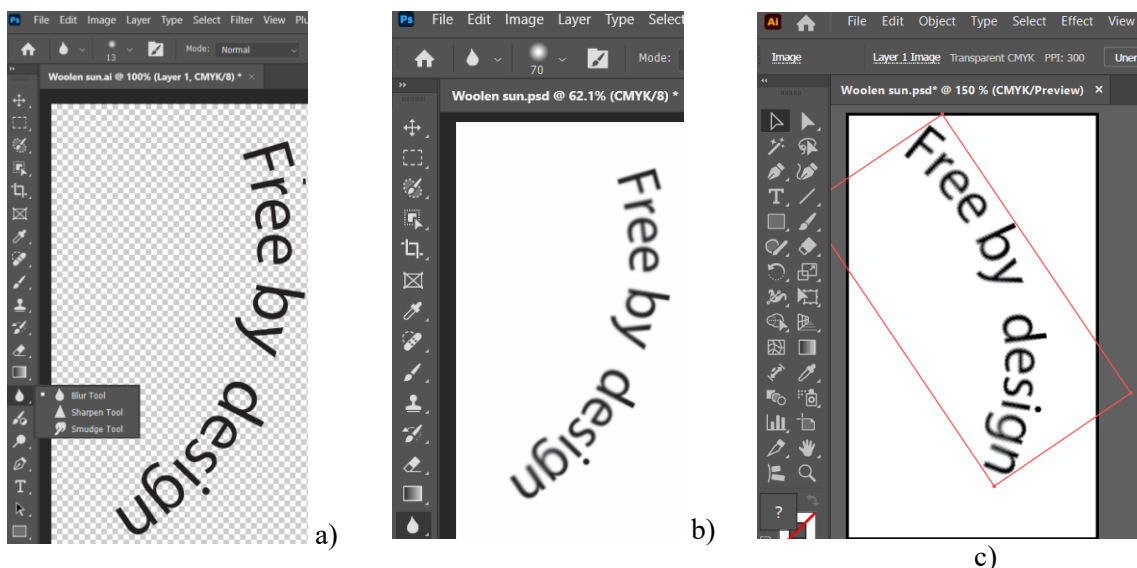 Ps File Edit Image Layer Type Select Filter View Plu
13 Mode: Normal
Woolen sun.ai @ 100% (Layer 1, CMYK/8) * ×
Free by design
Blur Tool
Sharpen Tool
Smudge Tool
a)
Ps File Edit Image Layer Type Select
70 Mode:
Woolen sun.psd @ 62.1% (CMYK/8) *
Free by design
b)
Ai File Edit Object Type Select Effect View
Image Layer 1 Image Transparent CMYK PPI: 300 Unem
Woolen sun.psd* @ 150 % (CMYK/Preview) ×
Free by design
?
c)